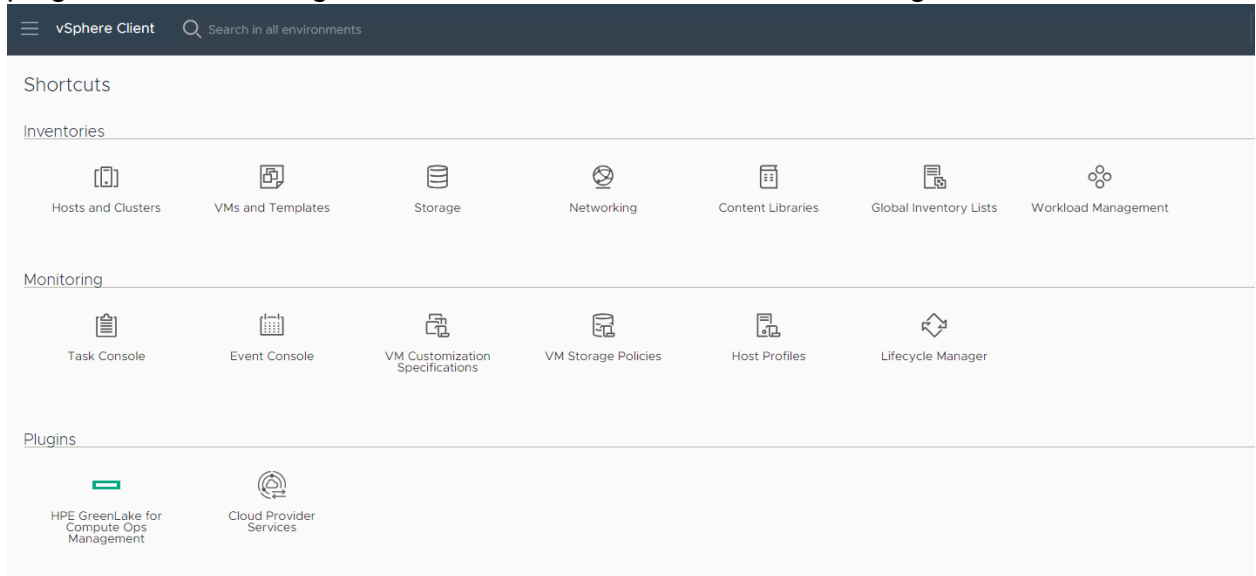 vSphere Client Search in all environments
Shortcuts
Inventories
Hosts and Clusters VMs and Templates Storage Networking Content Libraries Global Inventory Lists Workload Management
Monitoring
Task Console Event Console VM Customization VM Storage Policies Host Profiles Lifecycle Manager
Specifications
Plugins
HPE GreenLake for Cloud Provider
Compute Ops Services
Management